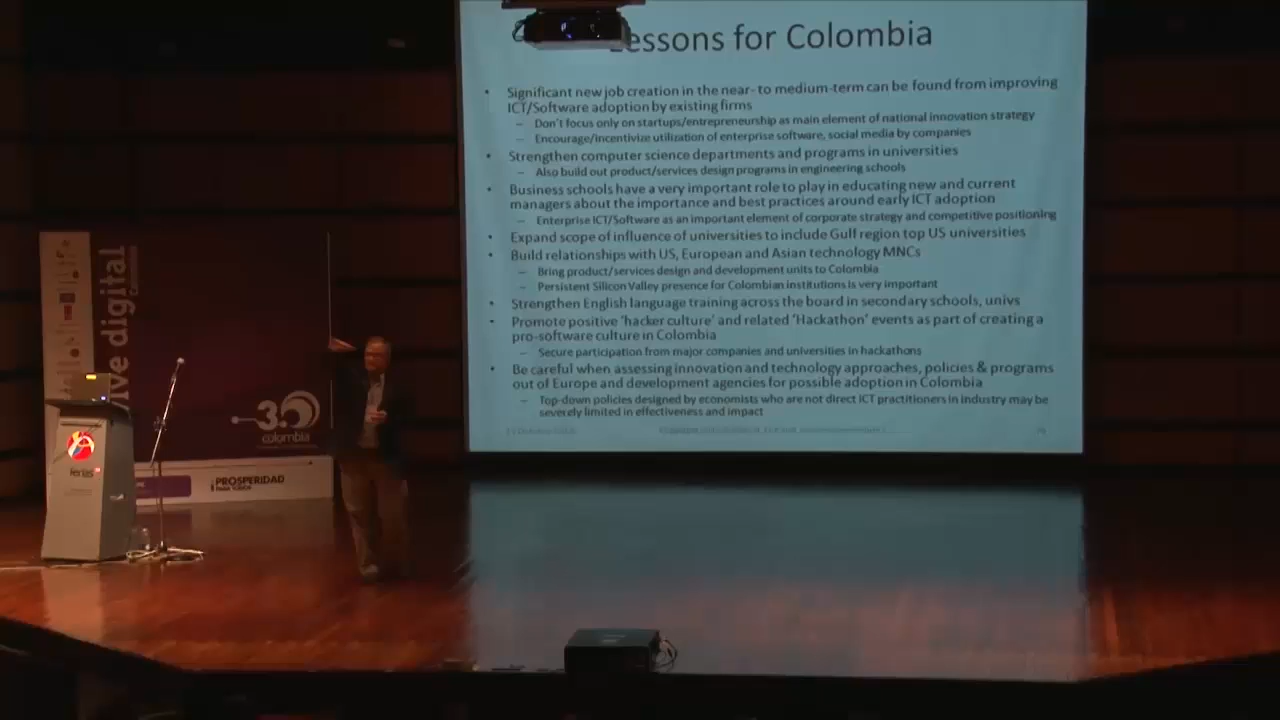 essons for Colombia
• Significant new job creation in the near- to medium-term can be found from improving
ICT/Software adoption by existing firms
– Don't focus only on startups/entrepreneurship as main element of national innovation strategy
– Encourage/incentivize utilization of enterprise software, social media by companies
• Strengthen computer science departments and programs in universities
– Also build out product/services design programs in engineering schools
• Business schools have a very important role to play in educating new and current
managers about the importance and best practices around early ICT adoption
– Enterprise ICT/Software as an important element of corporate strategy and competitive positioning
• Expand scope of influence of universities to include Gulf region top US universities
• Build relationships with US, European and Asian technology MNCs
– Bring product/services design and development units to Colombia
– Persistent Silicon Valley presence for Colombian institutions is very important
• Strengthen English language training across the board in secondary schools, univs
• Promote positive 'hacker culture' and related 'Hackathon' events as part of creating a
pro-software culture in Colombia
– Secure participation from major companies and universities in hackathons
• Be careful when assessing innovation and technology approaches, policies & programs
out of Europe and development agencies for possible adoption in Colombia
– Top-down policies designed by economists who are not direct ICT practitioners in industry may be
severely limited in effectiveness and impact
ive digital
Colombia
3.0
colombia
ferias
PROSPERIDAD
PARA TODOS